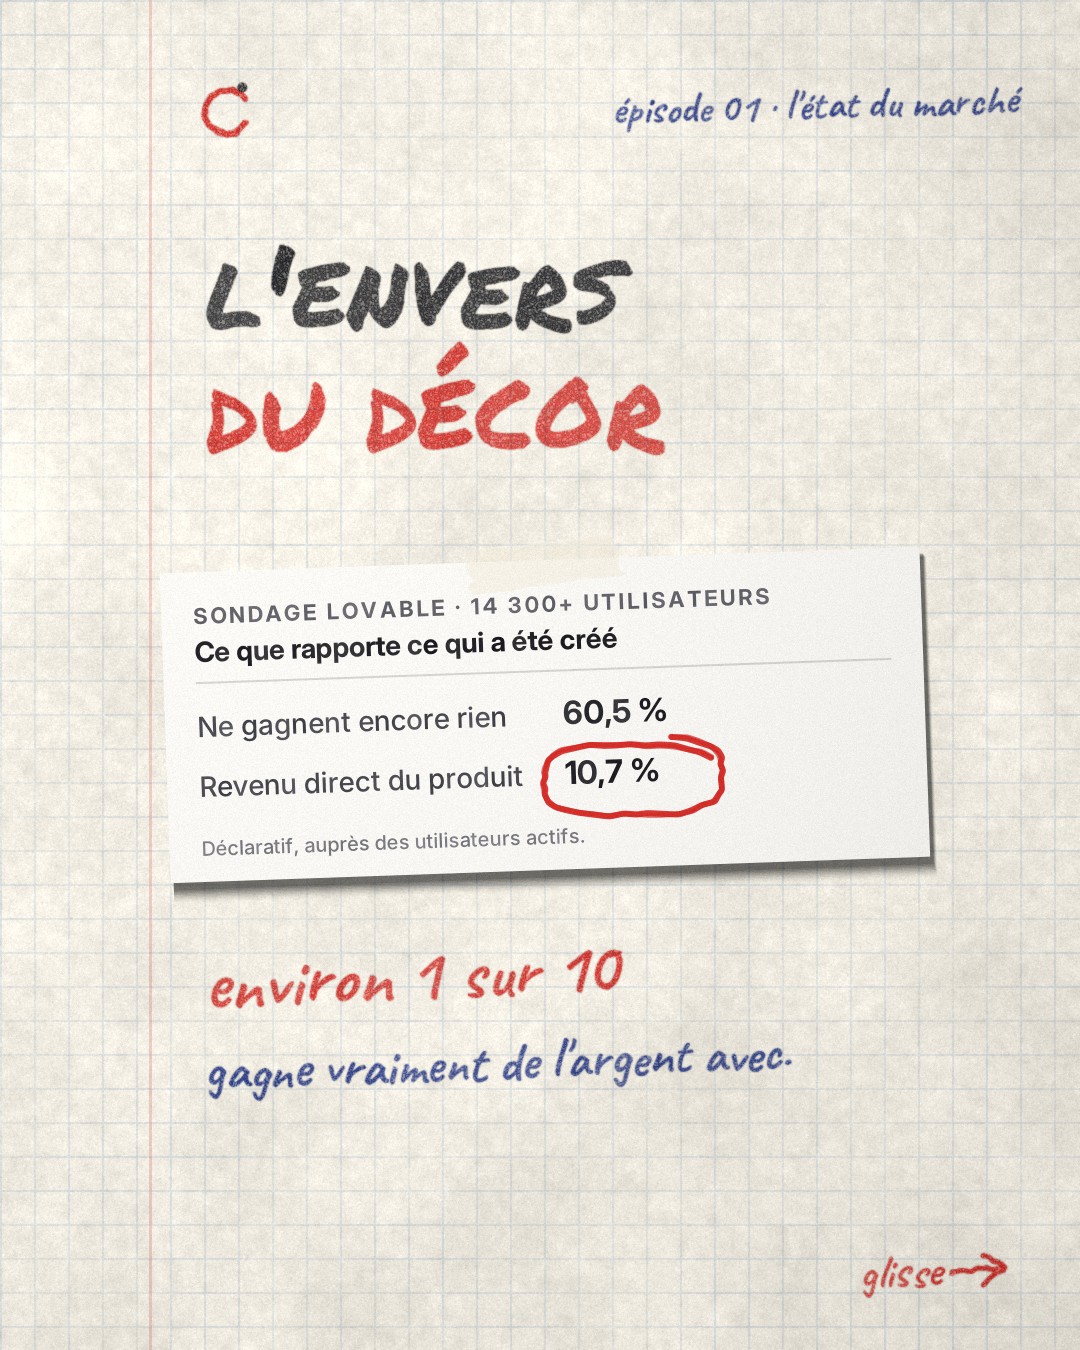 épisode 01 · l'état du marché
L'ENVERS
DU DÉCOR
SONDAGE LOVABLE · 14 300+ UTILISATEURS
Ce que rapporte ce qui a été créé
Ne gagnent encore rien 60,5 %
Revenu direct du produit 10,7 %
Déclaratif, auprès des utilisateurs actifs.
environ 1 sur 10
gagne vraiment de l'argent avec.
glisse